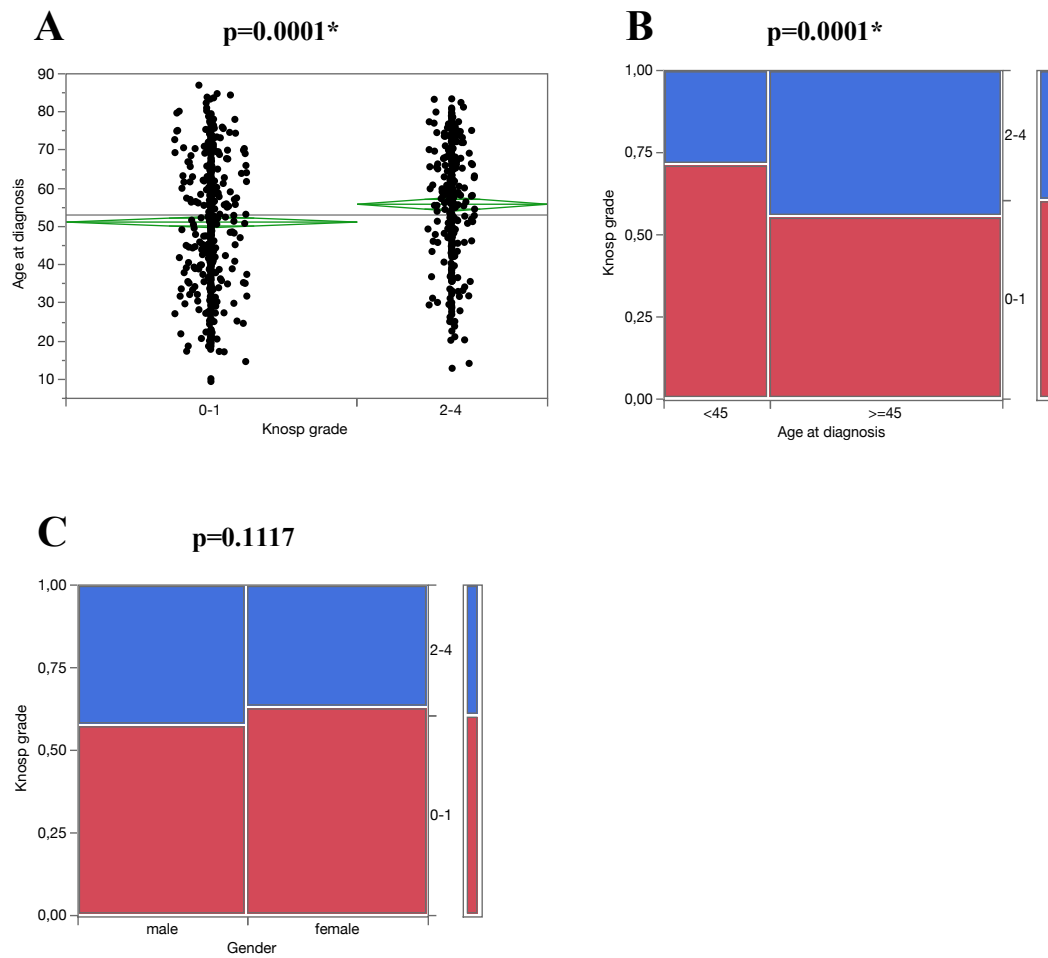 A
p=0.0001*
90
80
70
60
50
40
30
20
10
Age at diagnosis
0-1
2-4
Knosp grade
B
p=0.0001*
1,00
0,75
0,50
0,25
0,00
Knosp grade
2-4
0-1
<45
>=45
Age at diagnosis
C
p=0.1117
1,00
0,75
0,50
0,25
0,00
Knosp grade
2-4
0-1
male
female
Gender